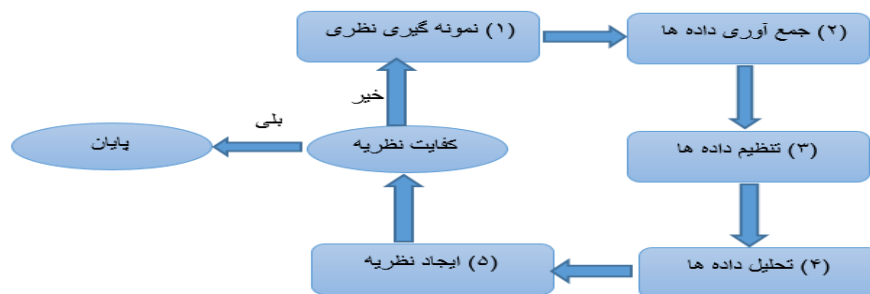 (۱) نمونه گیری نظری
(۲) جمع آوری داده ها
خیر
بلی
پایان
کفایت نظریه
(۳) تنظیم داده ها
(۵) ایجاد نظریه
(۴) تحلیل داده ها